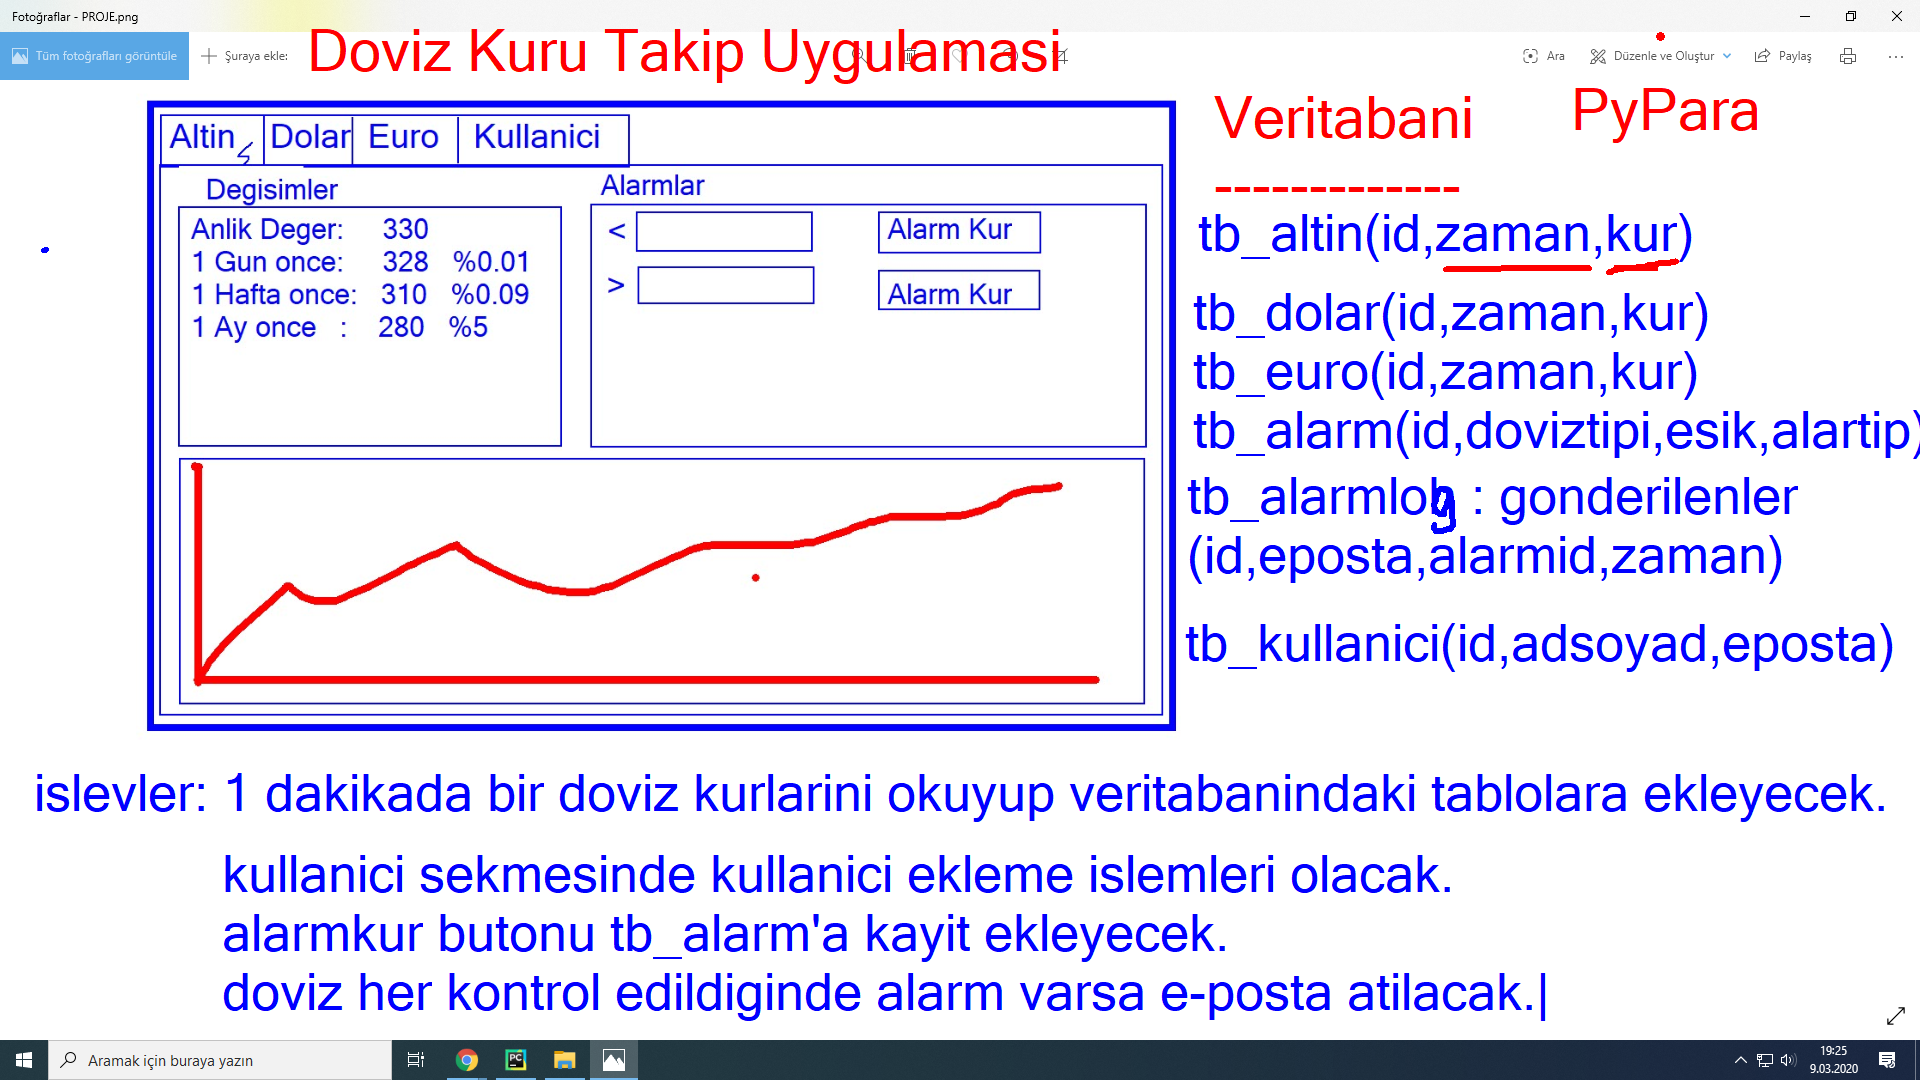 Fotoğraflar - PROJE.png
Tüm fotoğrafları görüntüle
Şuraya ekle:
Ara
Düzenle ve Oluştur
Paylaş
Doviz Kuru Takip Uygulamasi
Altin
Dolar
Euro
Kullanici
Degisimler
Anlik Deger: 330
1 Gun once: 328 %0.01
1 Hafta once: 310 %0.09
1 Ay once : 280 %5
Alarmlar
< Alarm Kur
> Alarm Kur
Veritabani PyPara
-------------
tb_altin(id,zaman,kur)
tb_dolar(id,zaman,kur)
tb_euro(id,zaman,kur)
tb_alarm(id,doviztipi,esik,alartip)
tb_alarmlog : gonderilenler
(id,eposta,alarmid,zaman)
tb_kullanici(id,adsoyad,eposta)
islevler: 1 dakikada bir doviz kurlarini okuyup veritabanindaki tablolara ekleyecek.
kullanici sekmesinde kullanici ekleme islemleri olacak.
alarmkur butonu tb_alarm'a kayit ekleyecek.
doviz her kontrol edildiginde alarm varsa e-posta atilacak.|
Aramak için buraya yazın
PC
19:25
9.03.2020